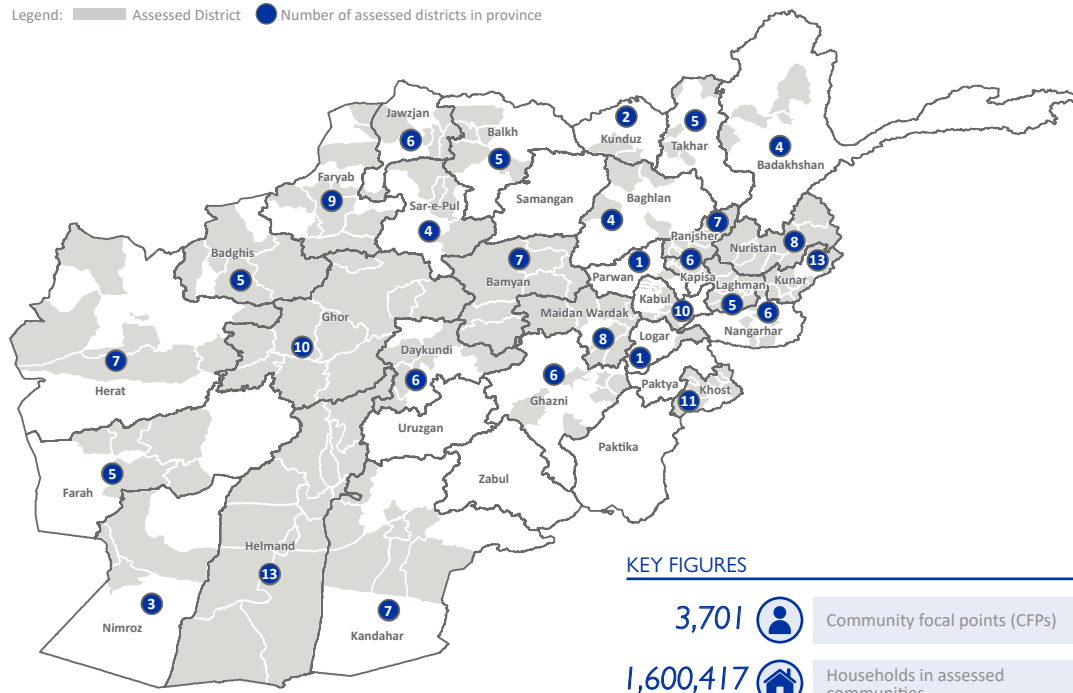 Legend: Assessed District Number of assessed districts in province
Jawzjan
6
Balkh
5
2
Kunduz
5
Takhar
4
Badakhshan
Faryab
9
Sar-e-Pul
4
Samangan
Baghlan
4
7
Panjsher
Nuristan
8
13
Badghis
5
Bamyan
7
Parwan
1
6
Kapisa
Laghman
5
Kunar
Kabul
10
6
Nangarhar
Ghor
10
Maidan Wardak
8
Logar
1
Daykundi
6
Ghazni
6
Paktya
Khost
11
7
Herat
Uruzgan
Paktika
Zabul
5
Farah
Helmand
13
3
Nimroz
7
Kandahar
KEY FIGURES
3,701 Community focal points (CFPs)
1,600,417 Households in assessed
communities